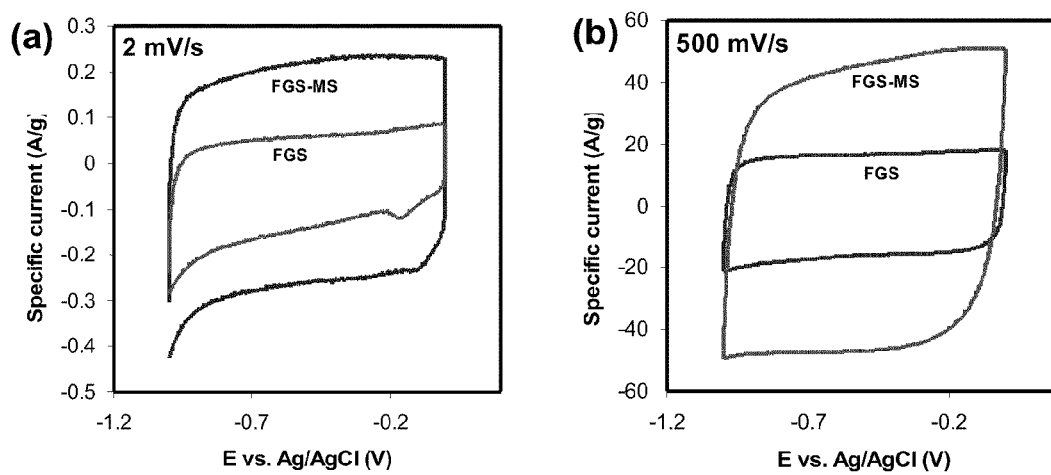 (a)
2 mV/s
FGS-MS
FGS
0.3
0.2
0.1
0
-0.1
-0.2
-0.3
-0.4
-0.5
Specific current (A/g)
-1.2
-0.7
-0.2
E vs. Ag/AgCl (V)
(b)
500 mV/s
FGS-MS
FGS
60
40
20
0
-20
-40
-60
Specific current (A/g)
-1.2
-0.7
-0.2
E vs. Ag/AgCl (V)